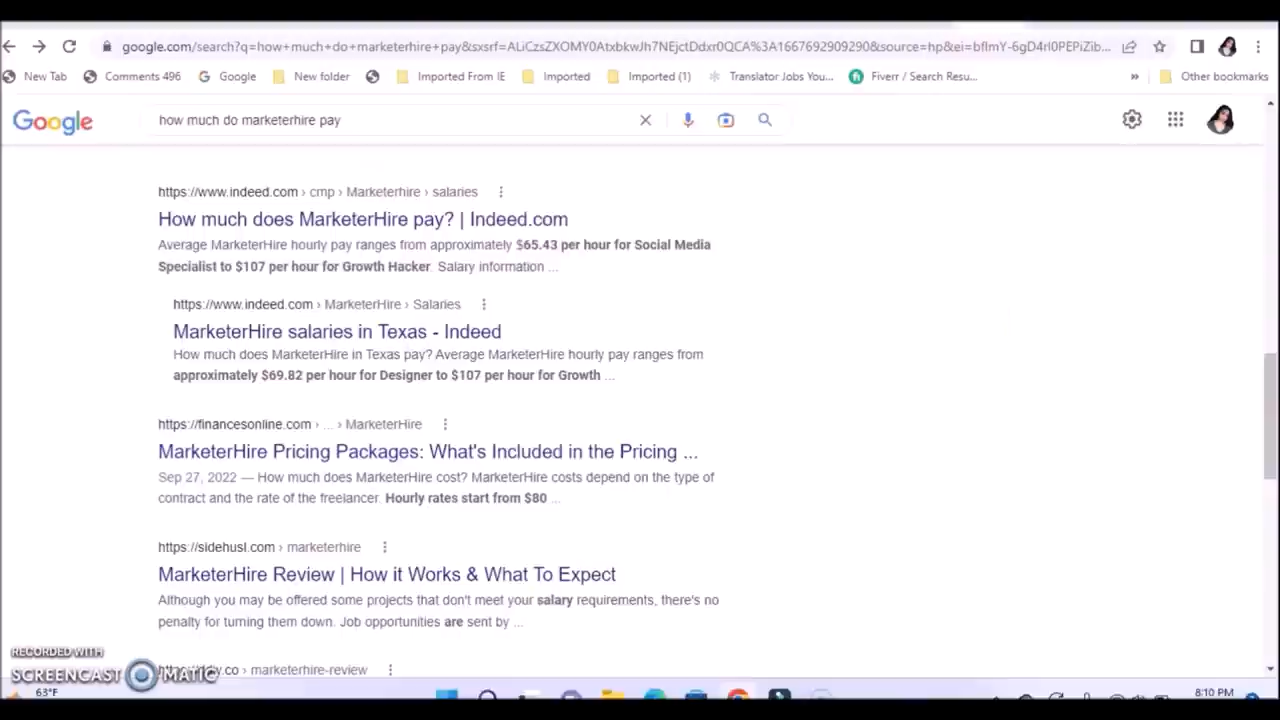 google.com/search?q=how+much+do+marketerhire+pay&sxsrf=ALiCzsZXOMY0AtxbkwJh7NEjctDdxr0QCA%3A1667692909290&source=hp&ei=bflmY-6gD4rI0PEPiZib...
New Tab Comments 496 Google New folder Imported From IE Imported Imported (1) Translator Jobs You... Fiverr / Search Resu... » Other bookmarks
Google how much do marketerhire pay
https://www.indeed.com › cmp › Marketerhire › salaries
How much does MarketerHire pay? | Indeed.com
Average MarketerHire hourly pay ranges from approximately $65.43 per hour for Social Media
Specialist to $107 per hour for Growth Hacker. Salary information ...
https://www.indeed.com › MarketerHire › Salaries
MarketerHire salaries in Texas - Indeed
How much does MarketerHire in Texas pay? Average MarketerHire hourly pay ranges from
approximately $69.82 per hour for Designer to $107 per hour for Growth ...
https://financesonline.com › ... › MarketerHire
MarketerHire Pricing Packages: What's Included in the Pricing ...
Sep 27, 2022 — How much does MarketerHire cost? MarketerHire costs depend on the type of
contract and the rate of the freelancer. Hourly rates start from $80 ...
https://sidehusl.com › marketerhire
MarketerHire Review | How it Works & What To Expect
Although you may be offered some projects that don't meet your salary requirements, there's no
penalty for turning them down. Job opportunities are sent by ...
RECORDED WITH
SCREENCAST MATIC
.co › marketerhire-review
63°F 8:10 PM